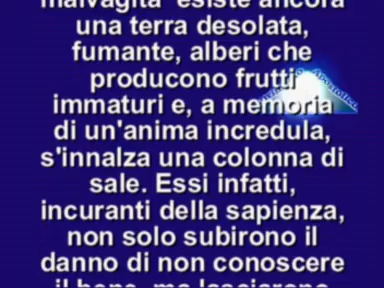 malvagità esiste ancora
una terra desolata,
fumante, alberi che
producono frutti
immaturi e, a memoria
di un'anima incredula,
s'innalza una colonna di
sale. Essi infatti,
incuranti della sapienza,
non solo subirono il
danno di non conoscere
il bene, ma lasciarono